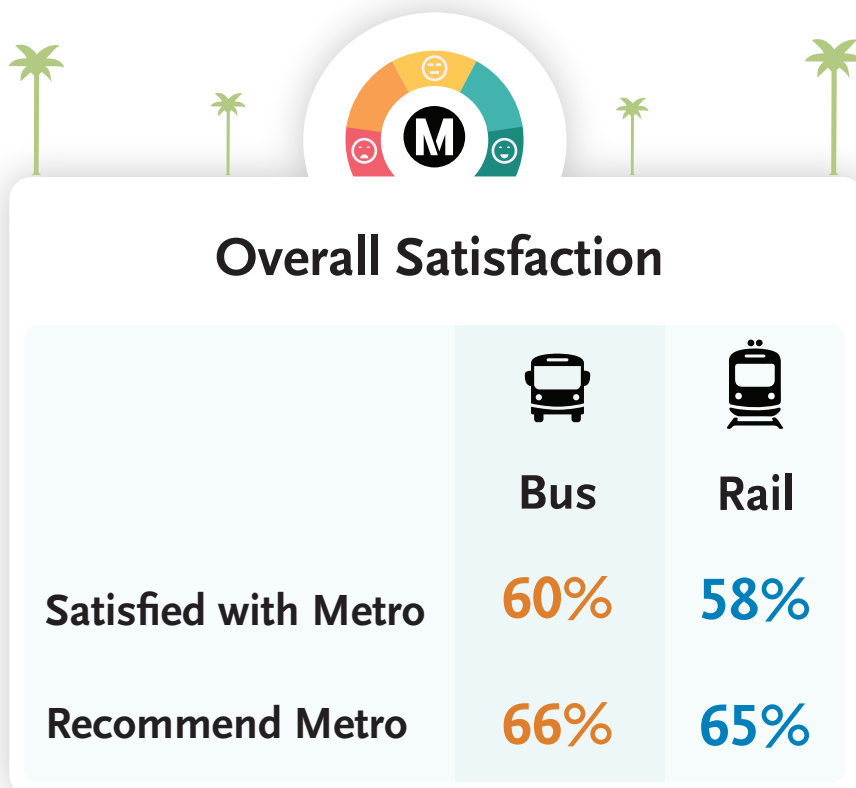 M
Overall Satisfaction
Bus Rail
Satisfied with Metro 60% 58%
Recommend Metro 66% 65%